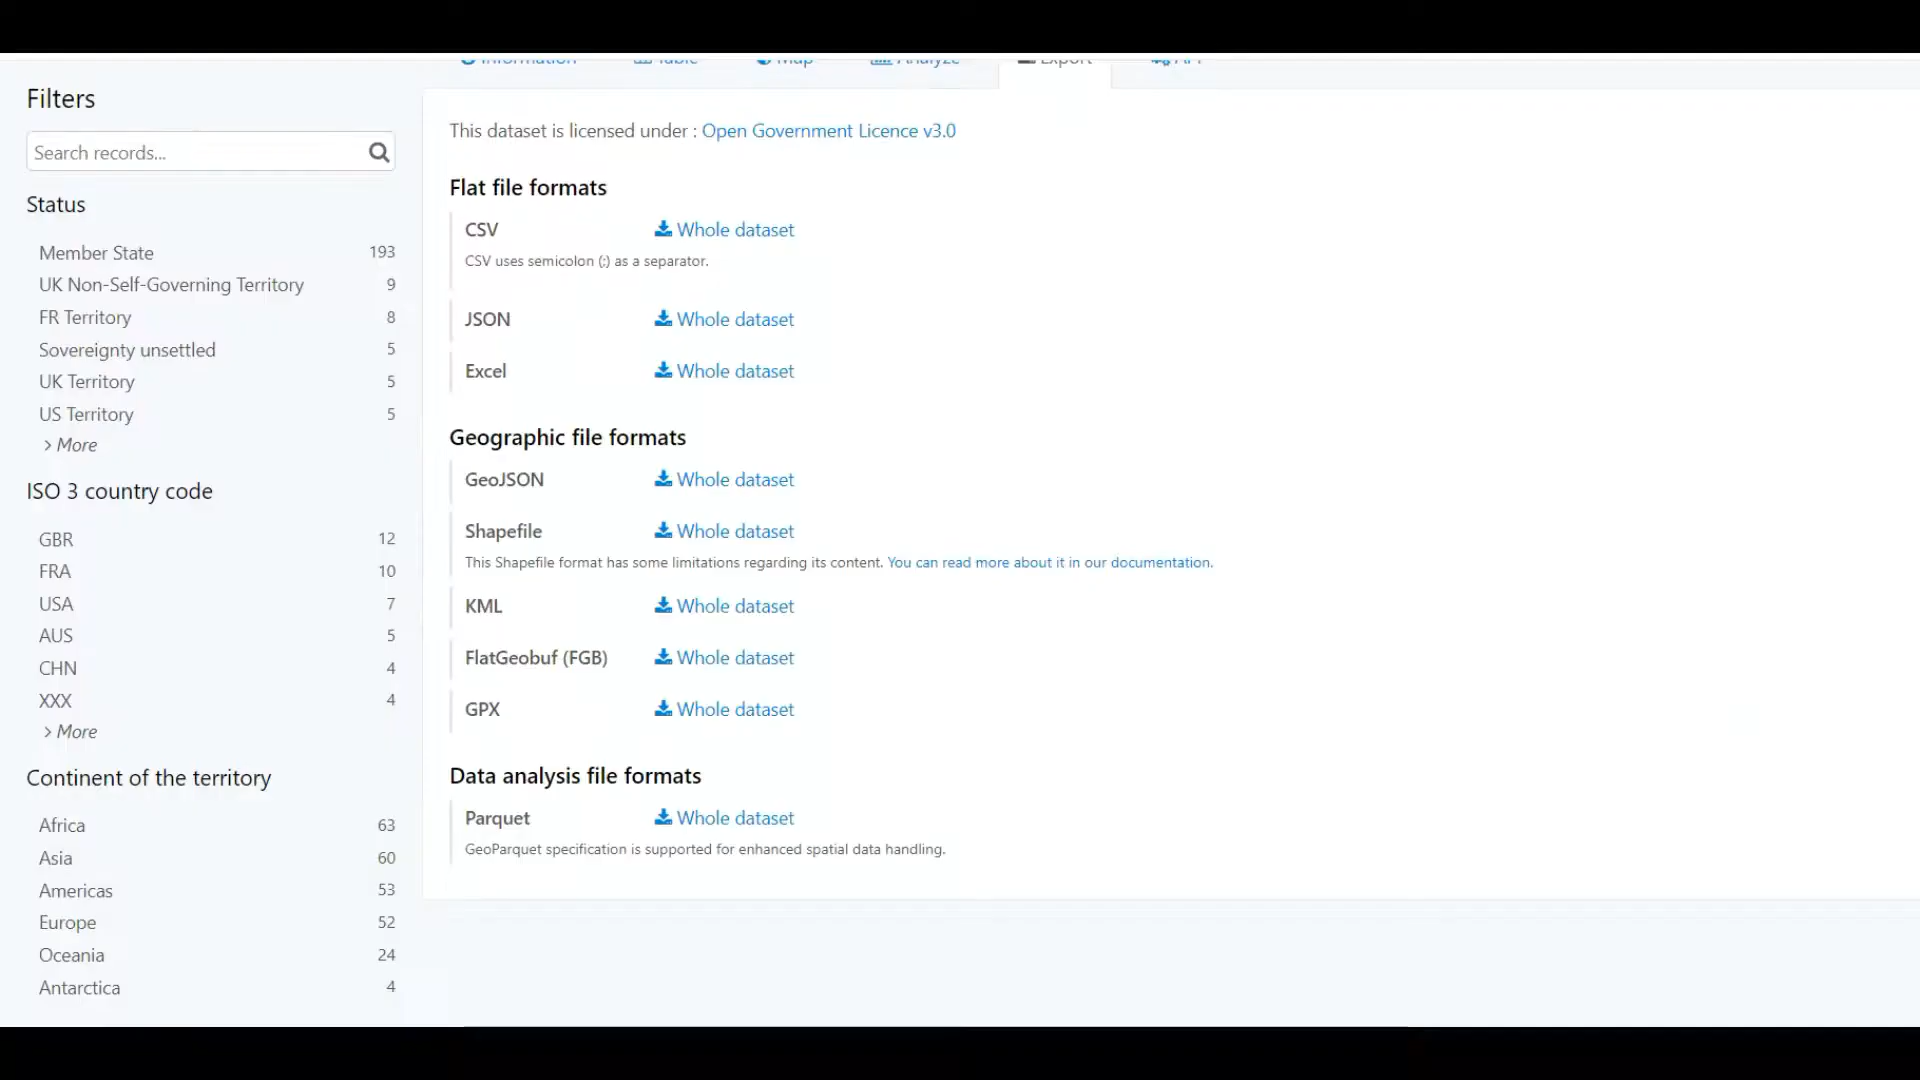 Information Table Map Analyze Export API
Filters
Search records...
Status
Member State 193
UK Non-Self-Governing Territory 9
FR Territory 8
Sovereignty unsettled 5
UK Territory 5
US Territory 5
> More
ISO 3 country code
GBR 12
FRA 10
USA 7
AUS 5
CHN 4
XXX 4
> More
Continent of the territory
Africa 63
Asia 60
Americas 53
Europe 52
Oceania 24
Antarctica 4
This dataset is licensed under : Open Government Licence v3.0
Flat file formats
CSV Whole dataset
CSV uses semicolon (;) as a separator.
JSON Whole dataset
Excel Whole dataset
Geographic file formats
GeoJSON Whole dataset
Shapefile Whole dataset
This Shapefile format has some limitations regarding its content. You can read more about it in our documentation.
KML Whole dataset
FlatGeobuf (FGB) Whole dataset
GPX Whole dataset
Data analysis file formats
Parquet Whole dataset
GeoParquet specification is supported for enhanced spatial data handling.